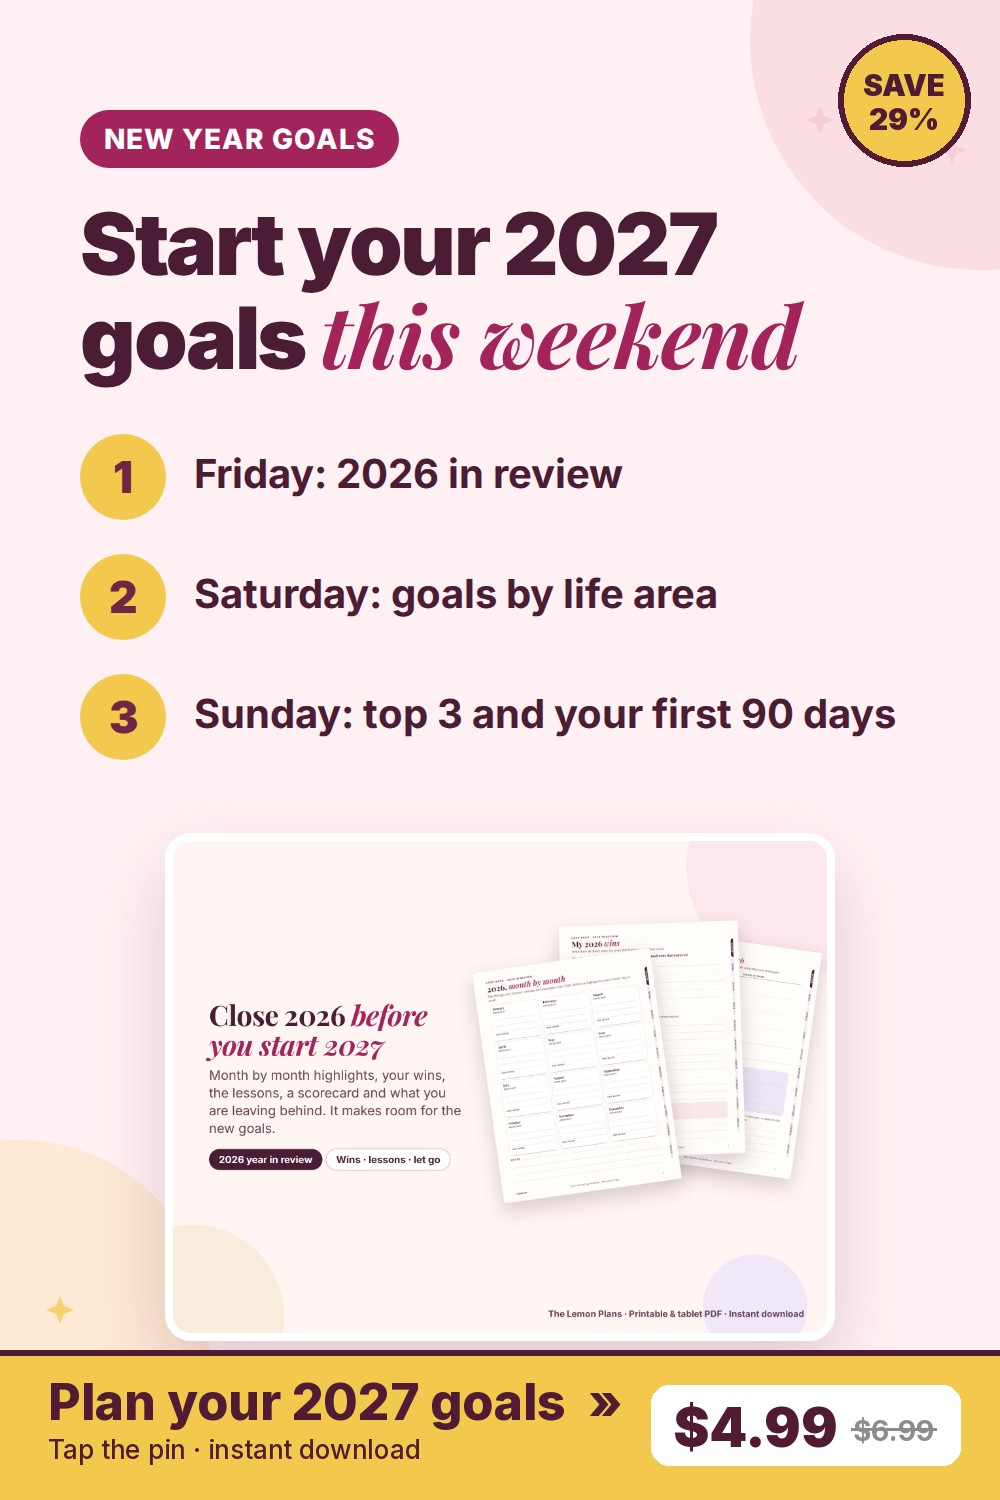 SAVE
29%
NEW YEAR GOALS
Start your 2027
goals this weekend
1 Friday: 2026 in review
2 Saturday: goals by life area
3 Sunday: top 3 and your first 90 days
My 2026 wins
2026, month by month
Close 2026 before
you start 2027
Month by month highlights, your wins,
the lessons, a scorecard and what you
are leaving behind. It makes room for the
new goals.
2026 year in review Wins · lessons · let go
The Lemon Plans · Printable & tablet PDF · Instant download
Plan your 2027 goals »
Tap the pin · instant download
$4.99 $6.99